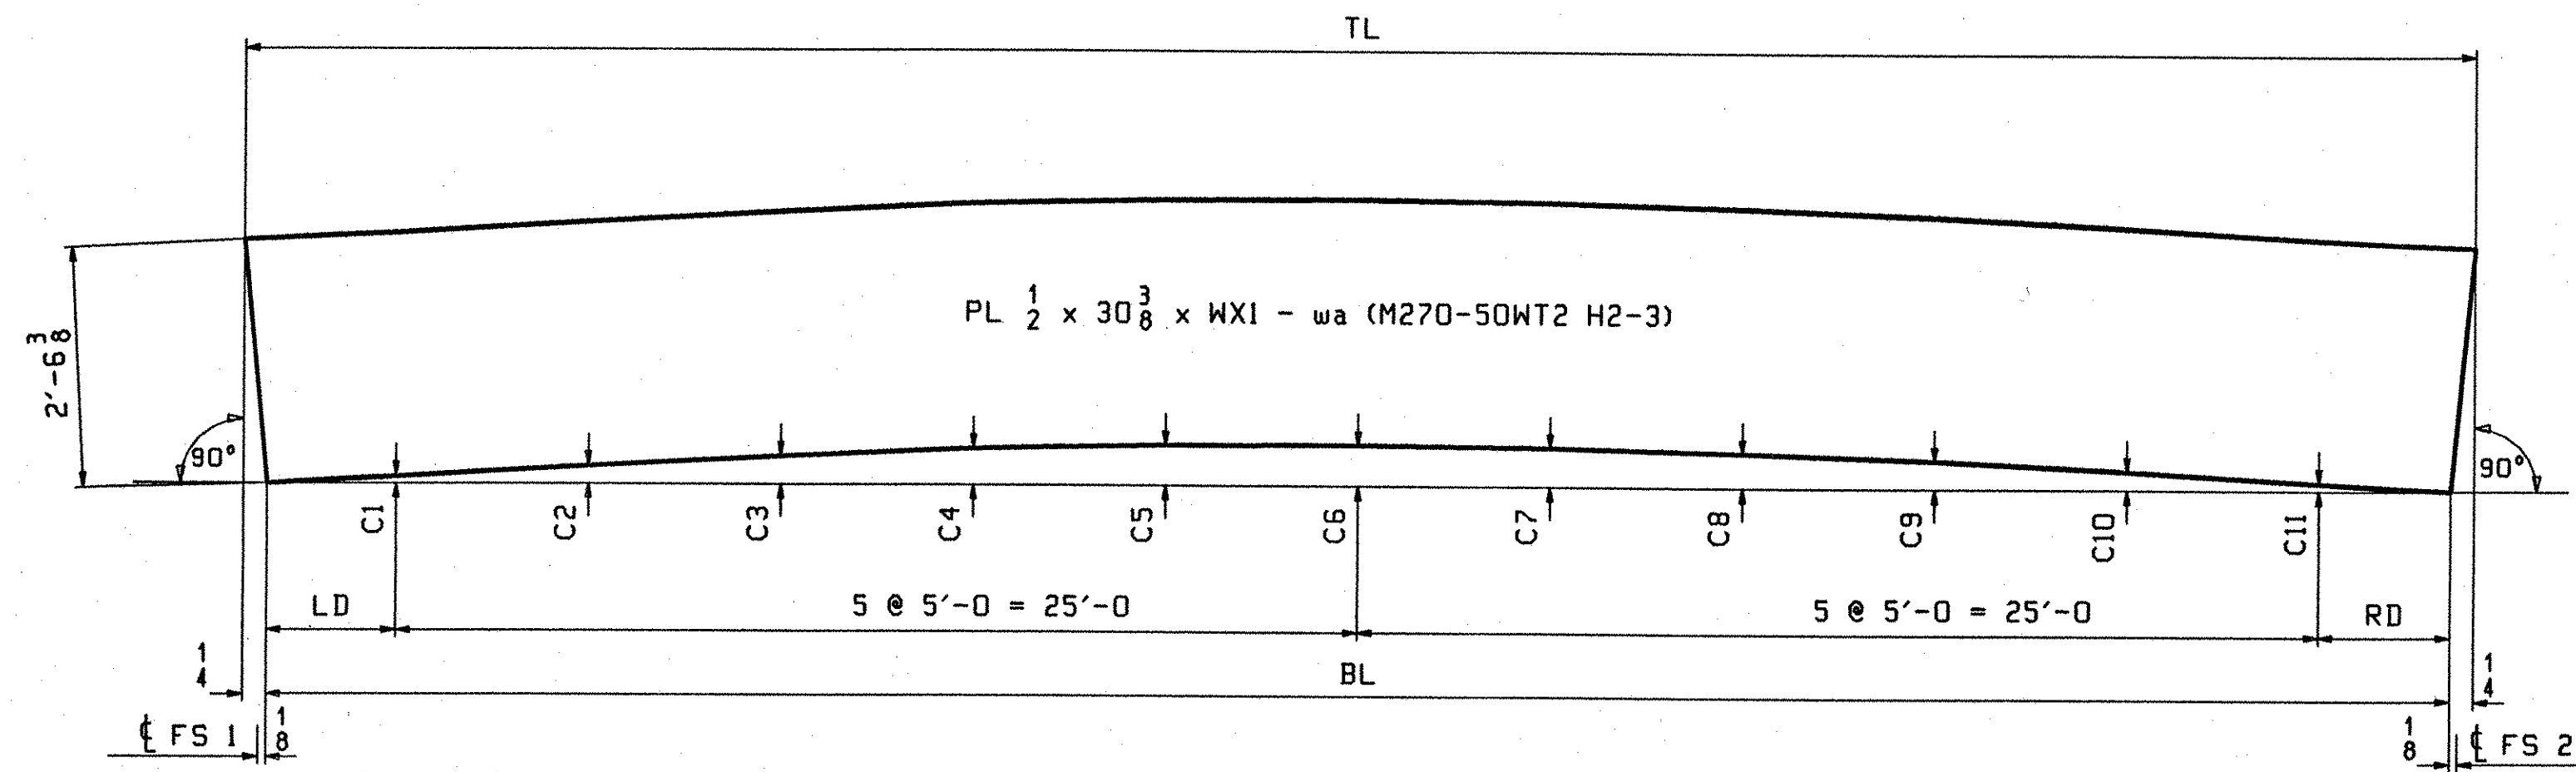 TL
PL 1/2 x 30 3/8 x WX1 - wa (M270-50WT2 H2-3)
2'-6 3/8
90°
90°
C1 C2 C3 C4 C5 C6 C7 C8 C9 C10 C11
LD 5 @ 5'-0 = 25'-0 5 @ 5'-0 = 25'-0 RD
1/4 BL 1/4
℄ FS 1 1/8 1/8 ℄ FS 2